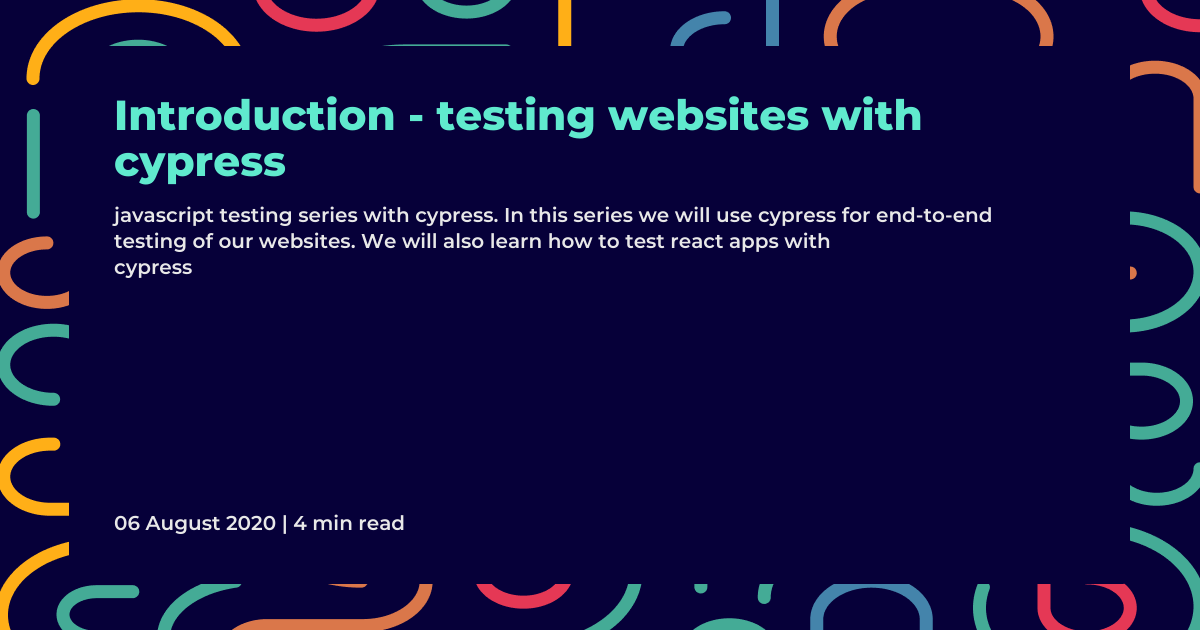 Introduction - testing websites with
cypress
javascript testing series with cypress. In this series we will use cypress for end-to-end
testing of our websites. We will also learn how to test react apps with
cypress
06 August 2020 | 4 min read